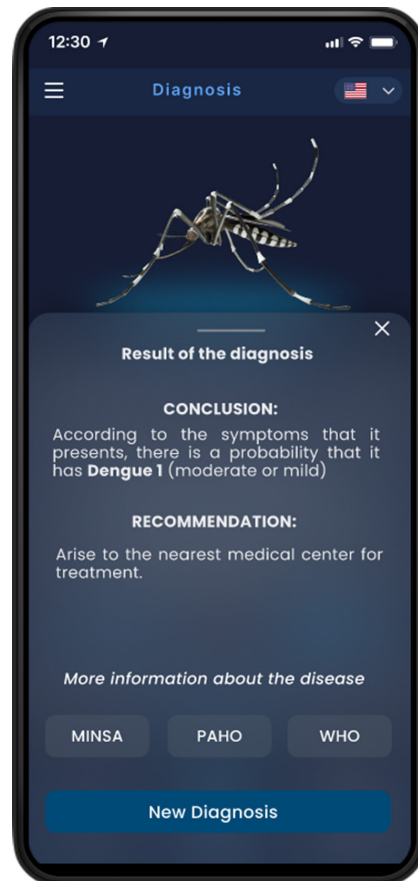 12:30
Diagnosis
Result of the diagnosis
CONCLUSION:
According to the symptoms that it
presents, there is a probability that it
has Dengue 1 (moderate or mild)
RECOMMENDATION:
Arise to the nearest medical center for
treatment.
More information about the disease
MINSA PAHO WHO
New Diagnosis